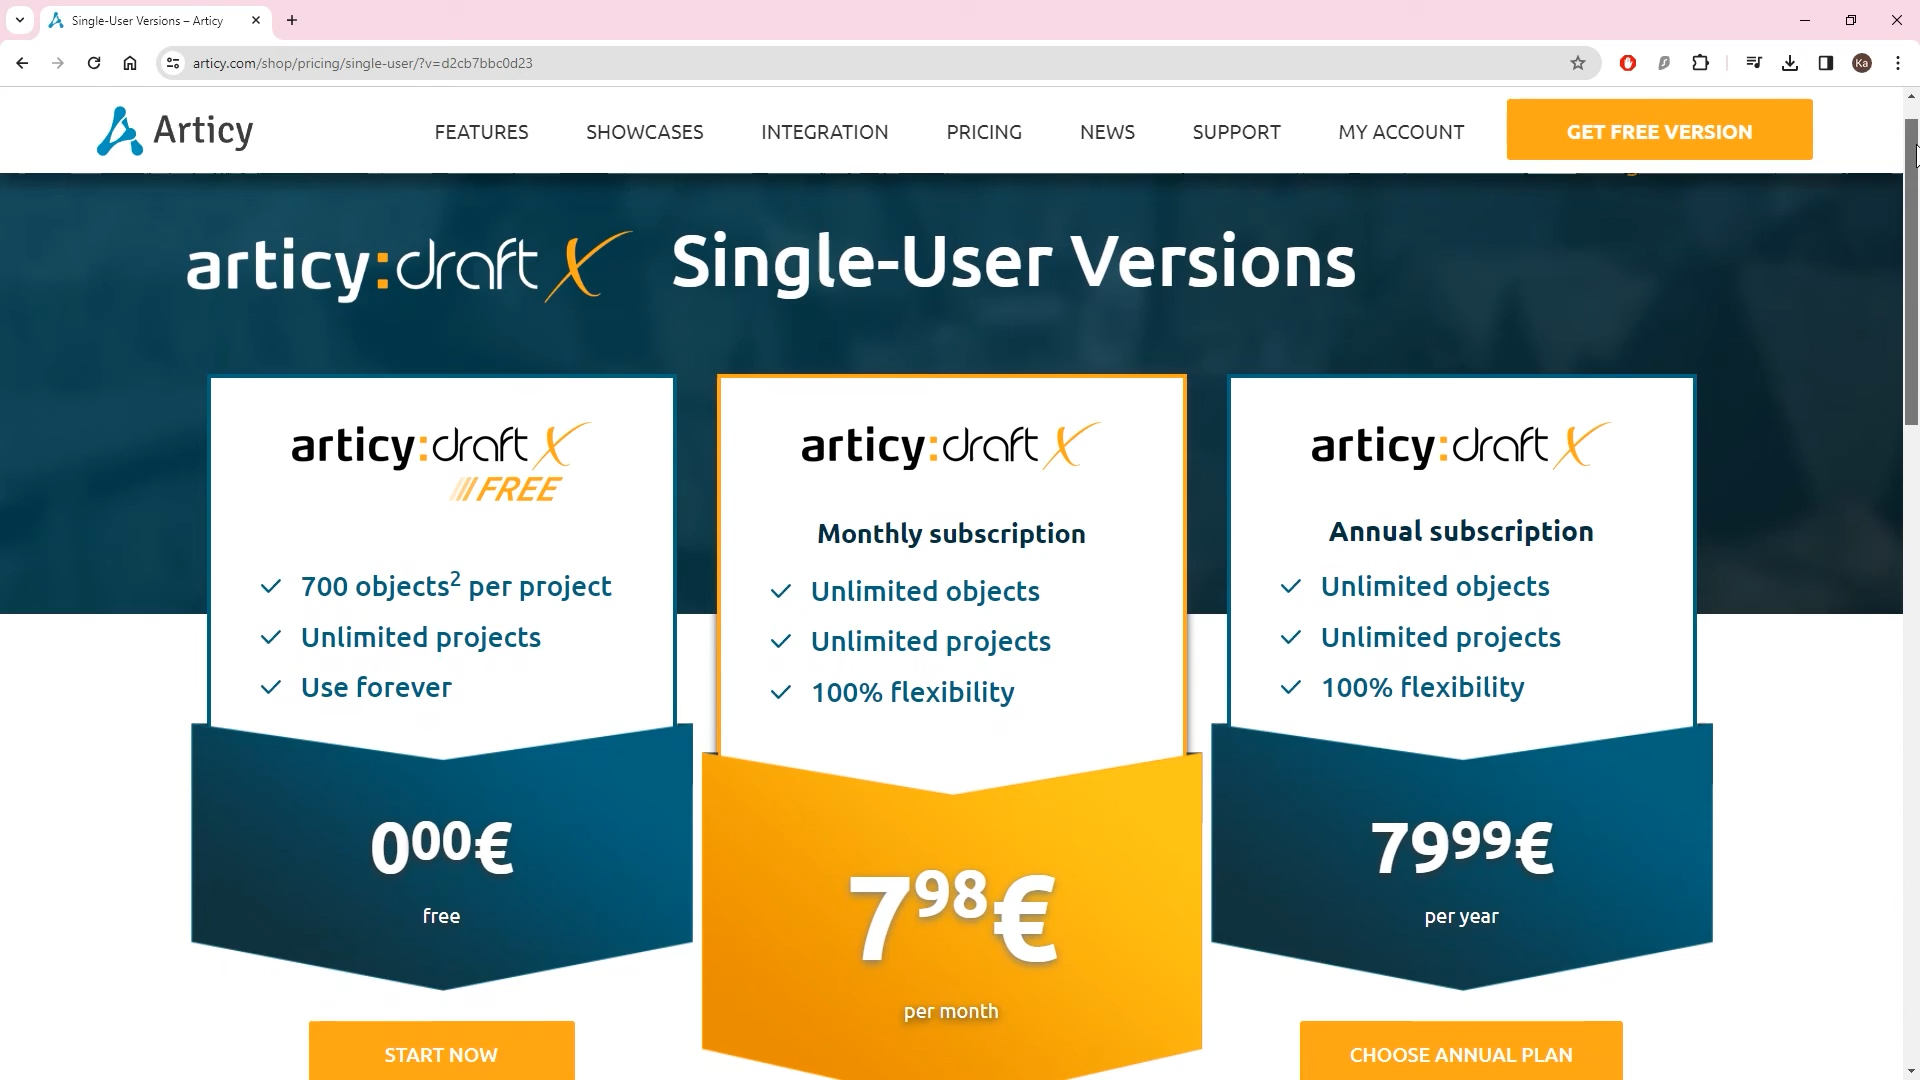 Single-User Versions – Articy
articy.com/shop/pricing/single-user/?v=d2cb7bbc0d23
Ka
Articy
FEATURES
SHOWCASES
INTEGRATION
PRICING
NEWS
SUPPORT
MY ACCOUNT
GET FREE VERSION
articy:draft X Single-User Versions
articy:draft X
FREE
700 objects² per project
Unlimited projects
Use forever
0⁰⁰€
free
START NOW
articy:draft X
Monthly subscription
Unlimited objects
Unlimited projects
100% flexibility
7⁹⁸€
per month
articy:draft X
Annual subscription
Unlimited objects
Unlimited projects
100% flexibility
79⁹⁹€
per year
CHOOSE ANNUAL PLAN